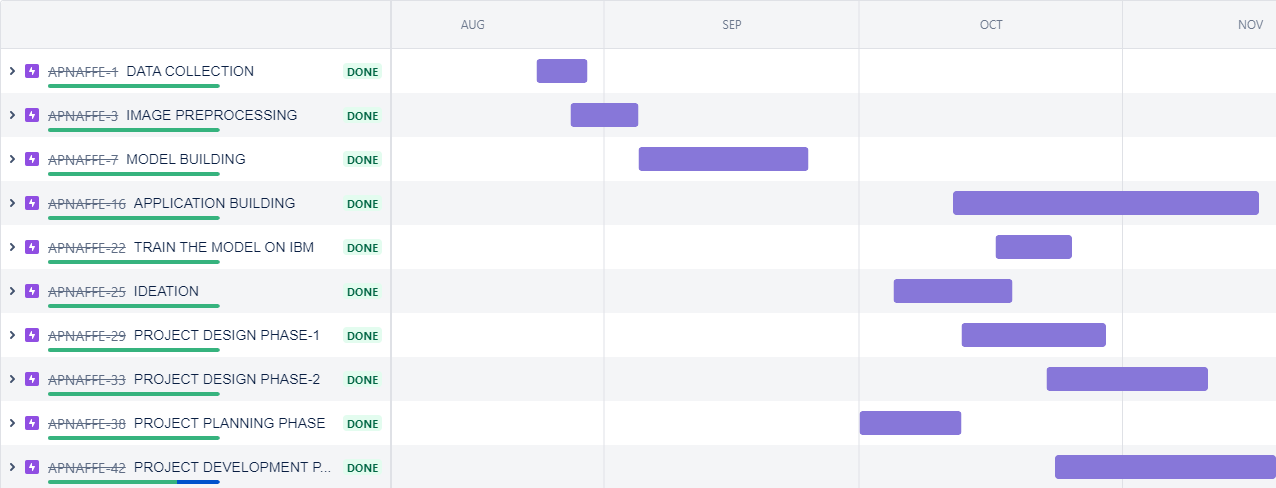 AUG SEP OCT NOV
APNAFFE-1 DATA COLLECTION DONE
APNAFFE-3 IMAGE PREPROCESSING DONE
APNAFFE-7 MODEL BUILDING DONE
APNAFFE-16 APPLICATION BUILDING DONE
APNAFFE-22 TRAIN THE MODEL ON IBM DONE
APNAFFE-25 IDEATION DONE
APNAFFE-29 PROJECT DESIGN PHASE-1 DONE
APNAFFE-33 PROJECT DESIGN PHASE-2 DONE
APNAFFE-38 PROJECT PLANNING PHASE DONE
APNAFFE-42 PROJECT DEVELOPMENT P... DONE